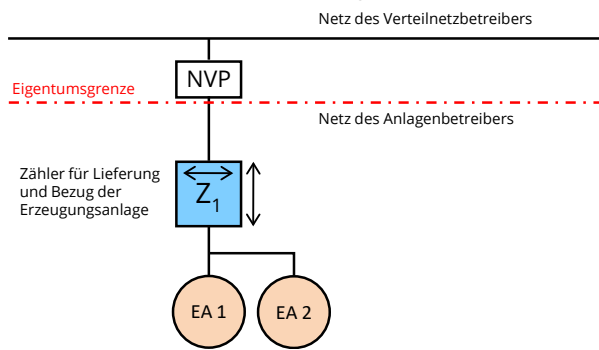 Netz des Verteilnetzbetreibers
NVP
Eigentumsgrenze
Netz des Anlagenbetreibers
Zähler für Lieferung
und Bezug der
Erzeugungsanlage
Z1
EA 1
EA 2